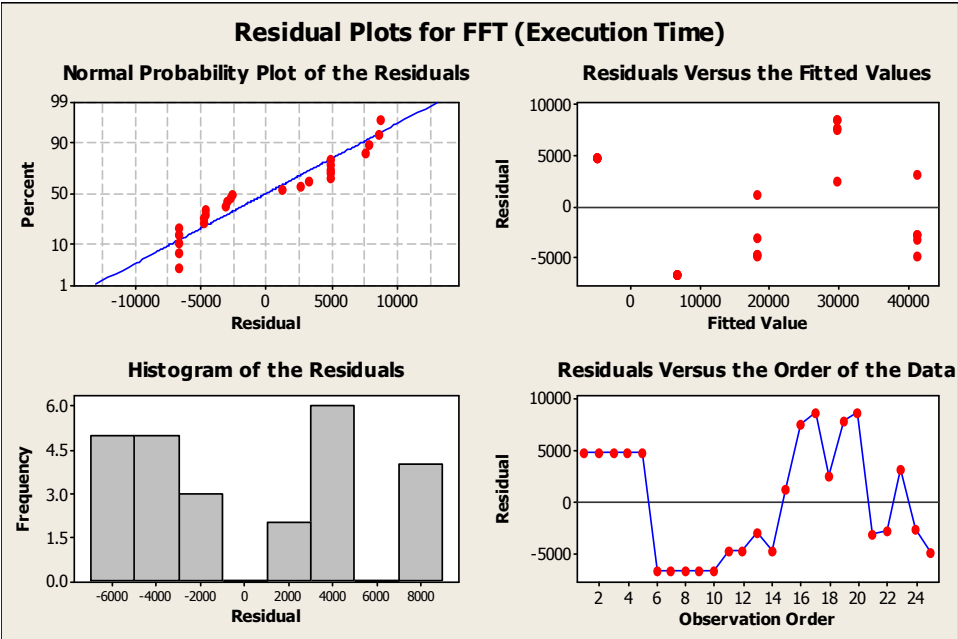 Residual Plots for FFT (Execution Time)
Normal Probability Plot of the Residuals
99
90
50
10
1
Percent
-10000 -5000 0 5000 10000
Residual
Residuals Versus the Fitted Values
10000
5000
0
-5000
Residual
0 10000 20000 30000 40000
Fitted Value
Histogram of the Residuals
6.0
4.5
3.0
1.5
0.0
Frequency
-6000 -4000 -2000 0 2000 4000 6000 8000
Residual
Residuals Versus the Order of the Data
10000
5000
0
-5000
Residual
2 4 6 8 10 12 14 16 18 20 22 24
Observation Order